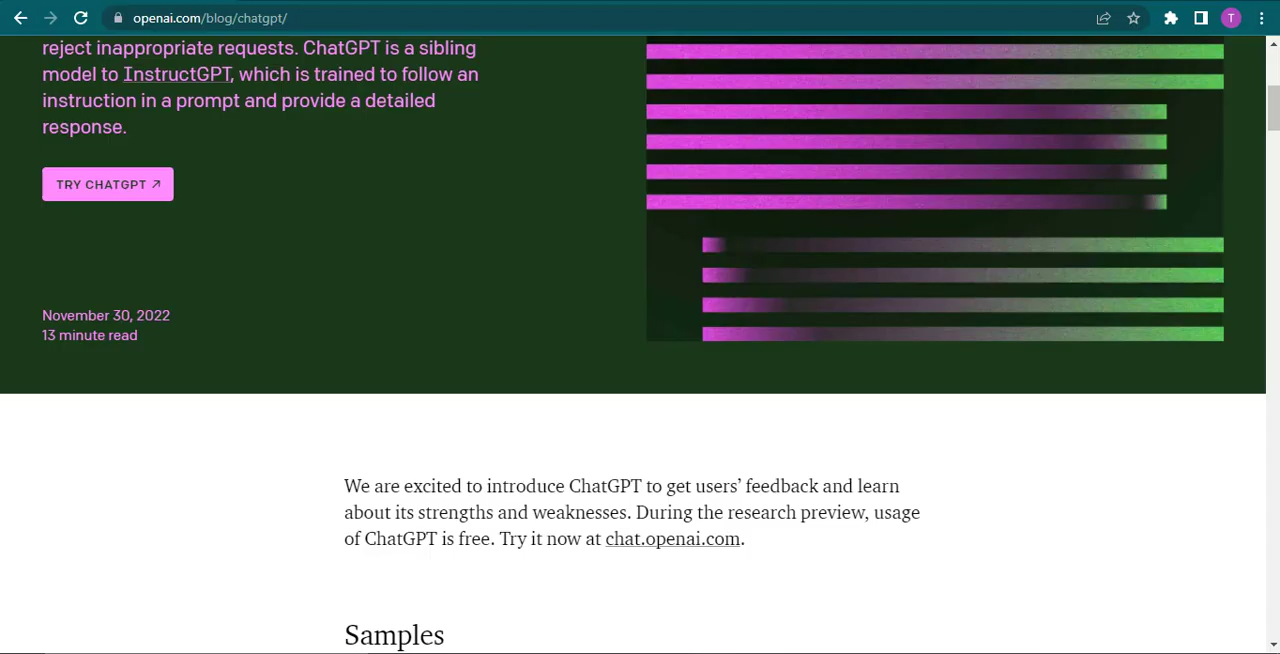 openai.com/blog/chatgpt/
T
reject inappropriate requests. ChatGPT is a sibling
model to InstructGPT, which is trained to follow an
instruction in a prompt and provide a detailed
response.
TRY CHATGPT ↗
November 30, 2022
13 minute read
We are excited to introduce ChatGPT to get users’ feedback and learn
about its strengths and weaknesses. During the research preview, usage
of ChatGPT is free. Try it now at chat.openai.com.
Samples